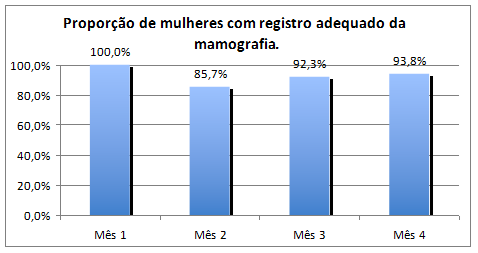 Proporção de mulheres com registro adequado da
mamografia.
100,0%
85,7%
92,3%
93,8%
100,0%
80,0%
60,0%
40,0%
20,0%
0,0%
Mês 1
Mês 2
Mês 3
Mês 4